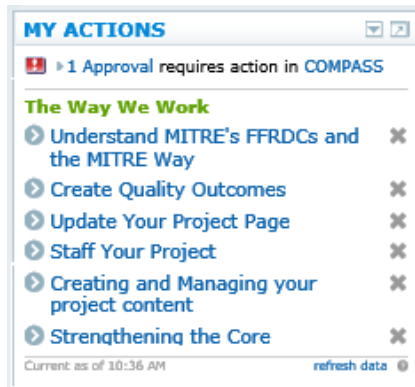 MY ACTIONS
1 Approval requires action in COMPASS
The Way We Work
Understand MITRE's FFRDCs and
the MITRE Way
Create Quality Outcomes
Update Your Project Page
Staff Your Project
Creating and Managing your
project content
Strengthening the Core
Current as of 10:36 AM refresh data